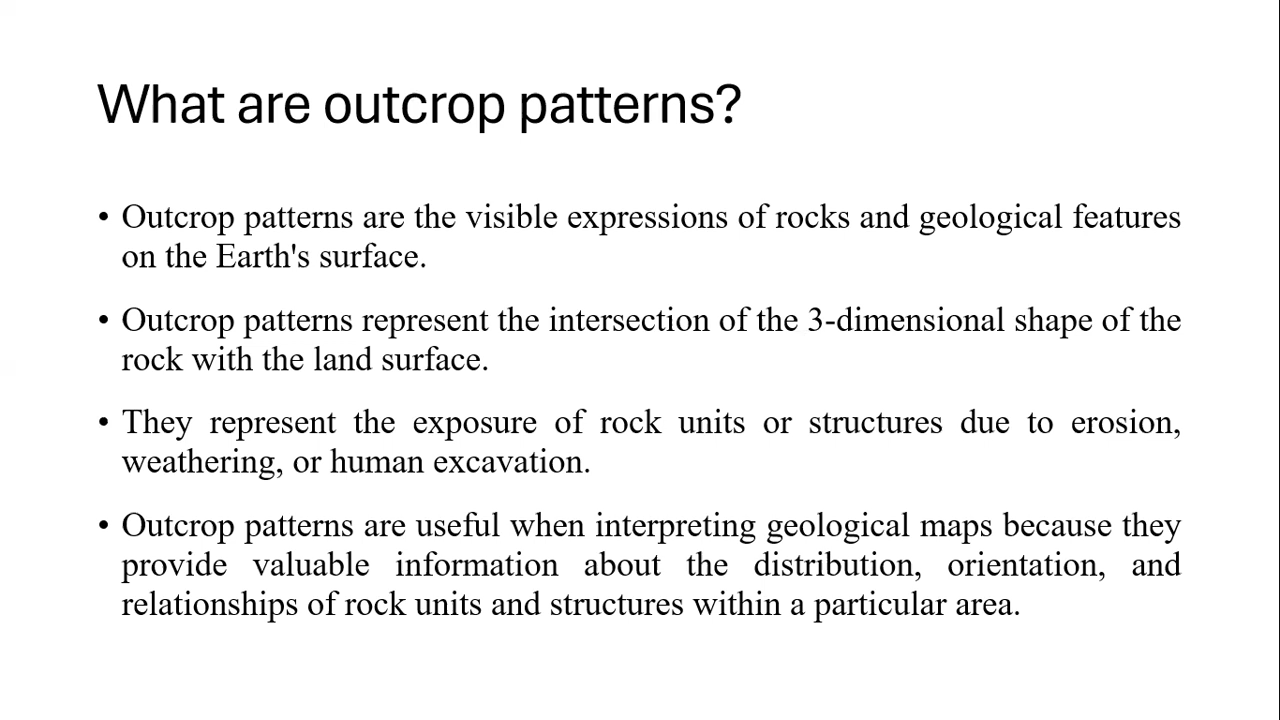 What are outcrop patterns?
• Outcrop patterns are the visible expressions of rocks and geological features
on the Earth's surface.
• Outcrop patterns represent the intersection of the 3-dimensional shape of the
rock with the land surface.
• They represent the exposure of rock units or structures due to erosion,
weathering, or human excavation.
• Outcrop patterns are useful when interpreting geological maps because they
provide valuable information about the distribution, orientation, and
relationships of rock units and structures within a particular area.